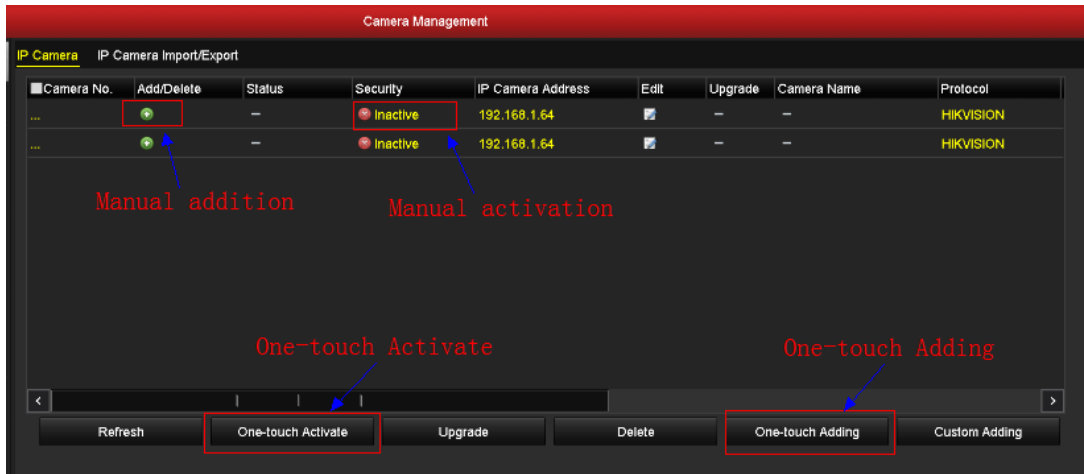 Camera Management
IP Camera IP Camera Import/Export
Camera No. Add/Delete Status Security IP Camera Address Edit Upgrade Camera Name Protocol
... – Inactive 192.168.1.64 – – HIKVISION
... – Inactive 192.168.1.64 – – HIKVISION
Manual addition Manual activation
One-touch Activate One-touch Adding
Refresh One-touch Activate Upgrade Delete One-touch Adding Custom Adding